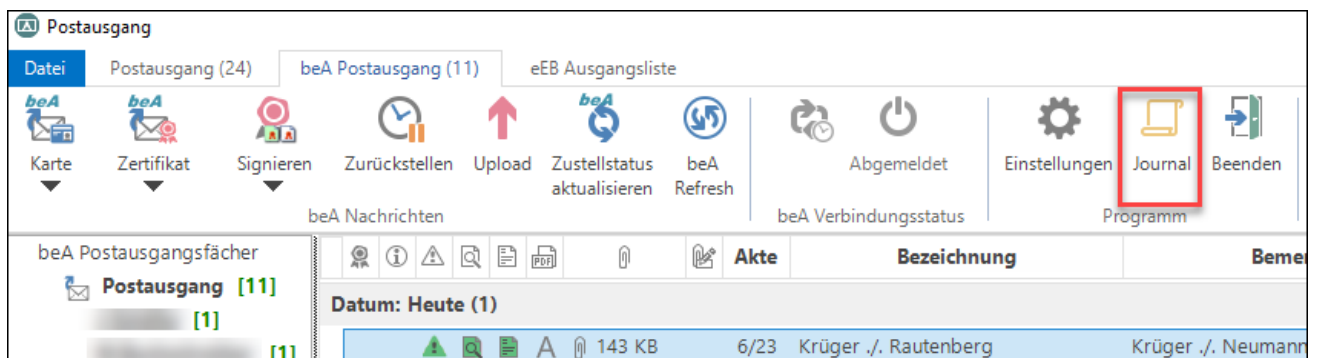 Postausgang
Datei Postausgang (24) beA Postausgang (11) eEB Ausgangsliste
beA beA beA
Karte Zertifikat Signieren Zurückstellen Upload Zustellstatus beA Abgemeldet Einstellungen Journal Beenden
aktualisieren Refresh
beA Nachrichten beA Verbindungsstatus Programm
beA Postausgangsfächer PDF Akte Bezeichnung Bemer
Postausgang [11]
Datum: Heute (1)
[1]
A 143 KB 6/23 Krüger ./. Rautenberg Krüger ./. Neumann
[1]